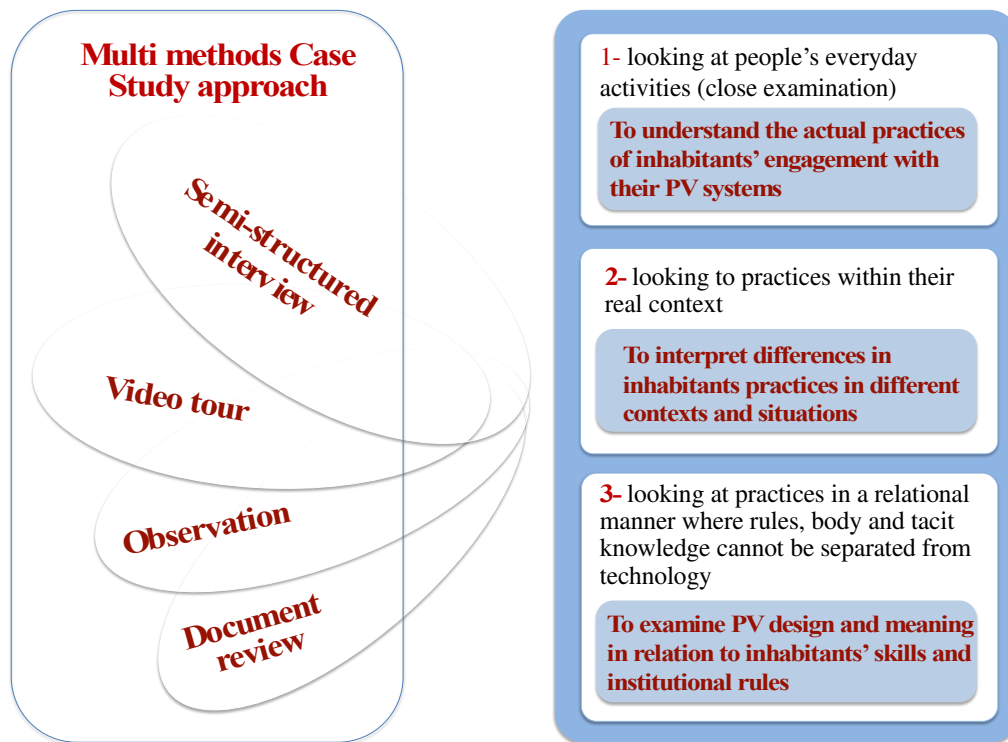 Multi methods Case
Study approach
Semi-structured
interview
Video tour
Observation
Document
review
1- looking at people’s everyday
activities (close examination)
To understand the actual practices
of inhabitants’ engagement with
their PV systems
2- looking to practices within their
real context
To interpret differences in
inhabitants practices in different
contexts and situations
3- looking at practices in a relational
manner where rules, body and tacit
knowledge cannot be separated from
technology
To examine PV design and meaning
in relation to inhabitants’ skills and
institutional rules